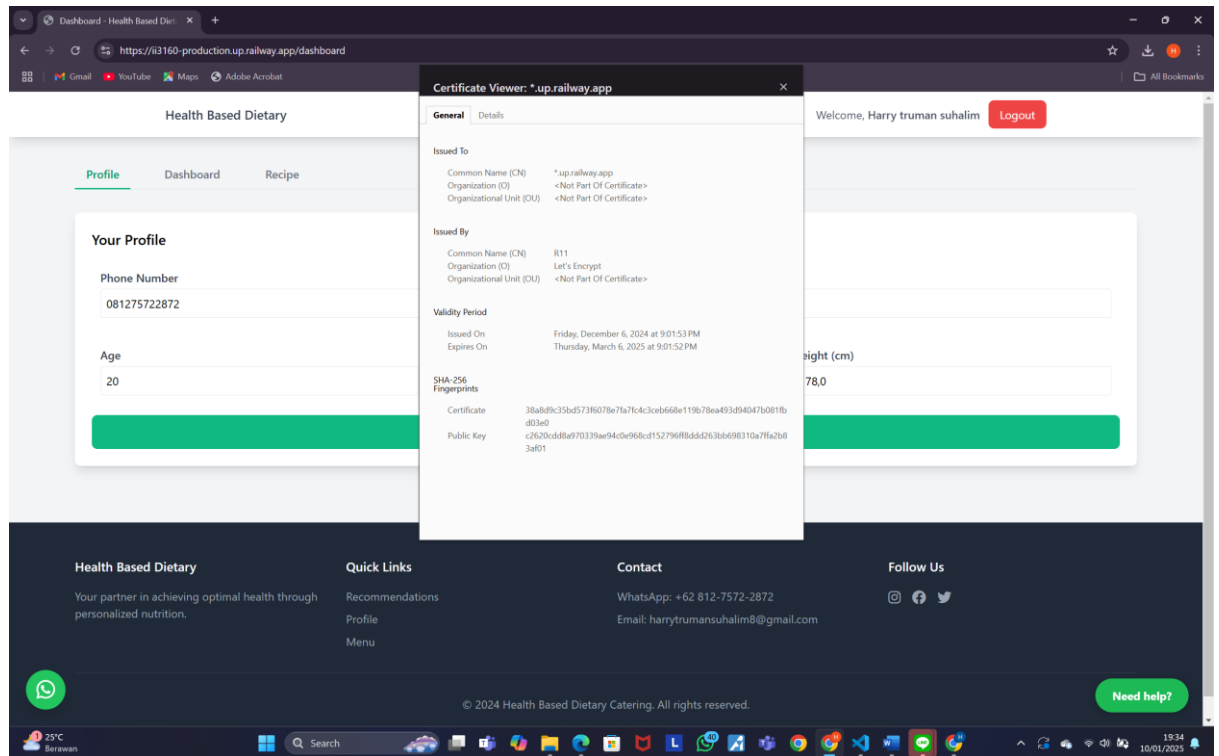 Dashboard - Health Based Diet
https://ii3160-production.up.railway.app/dashboard
Gmail YouTube Maps Adobe Acrobat All Bookmarks
Health Based Dietary
Welcome, Harry truman suhalim Logout
Profile Dashboard Recipe
Your Profile
Phone Number
081275722872
Age
20
eight (cm)
78,0
Certificate Viewer: *.up.railway.app
General Details
Issued To
Common Name (CN) *.up.railway.app
Organization (O) <Not Part Of Certificate>
Organizational Unit (OU) <Not Part Of Certificate>
Issued By
Common Name (CN) R11
Organization (O) Let's Encrypt
Organizational Unit (OU) <Not Part Of Certificate>
Validity Period
Issued On Friday, December 6, 2024 at 9:01:53 PM
Expires On Thursday, March 6, 2025 at 9:01:52 PM
SHA-256
Fingerprints
Certificate 38a8d9c35bd573f6078e7fa7fc4c3ceb668e119b78ea493d94047b081fb
d03e0
Public Key c2620cdd8a970339ae94c0e968cd152796ff8ddd263bb698310a7ffa2b8
3af01
Health Based Dietary
Your partner in achieving optimal health through
personalized nutrition.
Quick Links
Recommendations
Profile
Menu
Contact
WhatsApp: +62 812-7572-2872
Email: harrytrumansuhalim8@gmail.com
Follow Us
© 2024 Health Based Dietary Catering. All rights reserved.
Need help?
25°C
Berawan
Search
19:34
10/01/2025